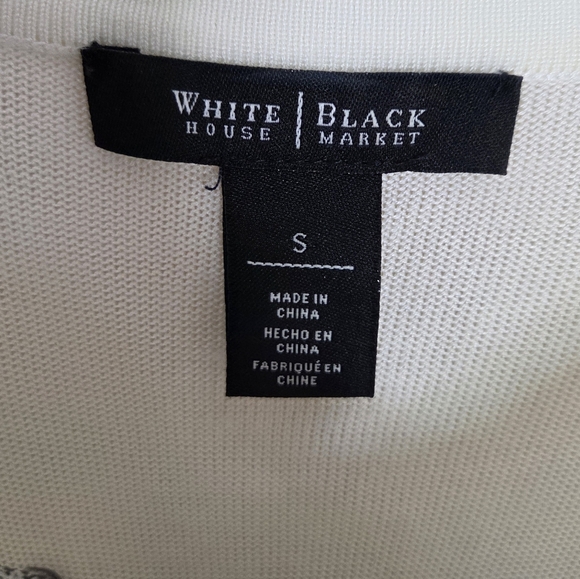 WHITE | BLACK
HOUSE | MARKET
S
MADE IN
CHINA
HECHO EN
CHINA
FABRIQUÉ EN
CHINE